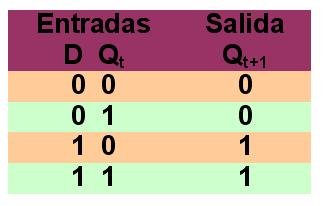 Entradas Salida
D Qt Qt+1
0 0 0
0 1 0
1 0 1
1 1 1